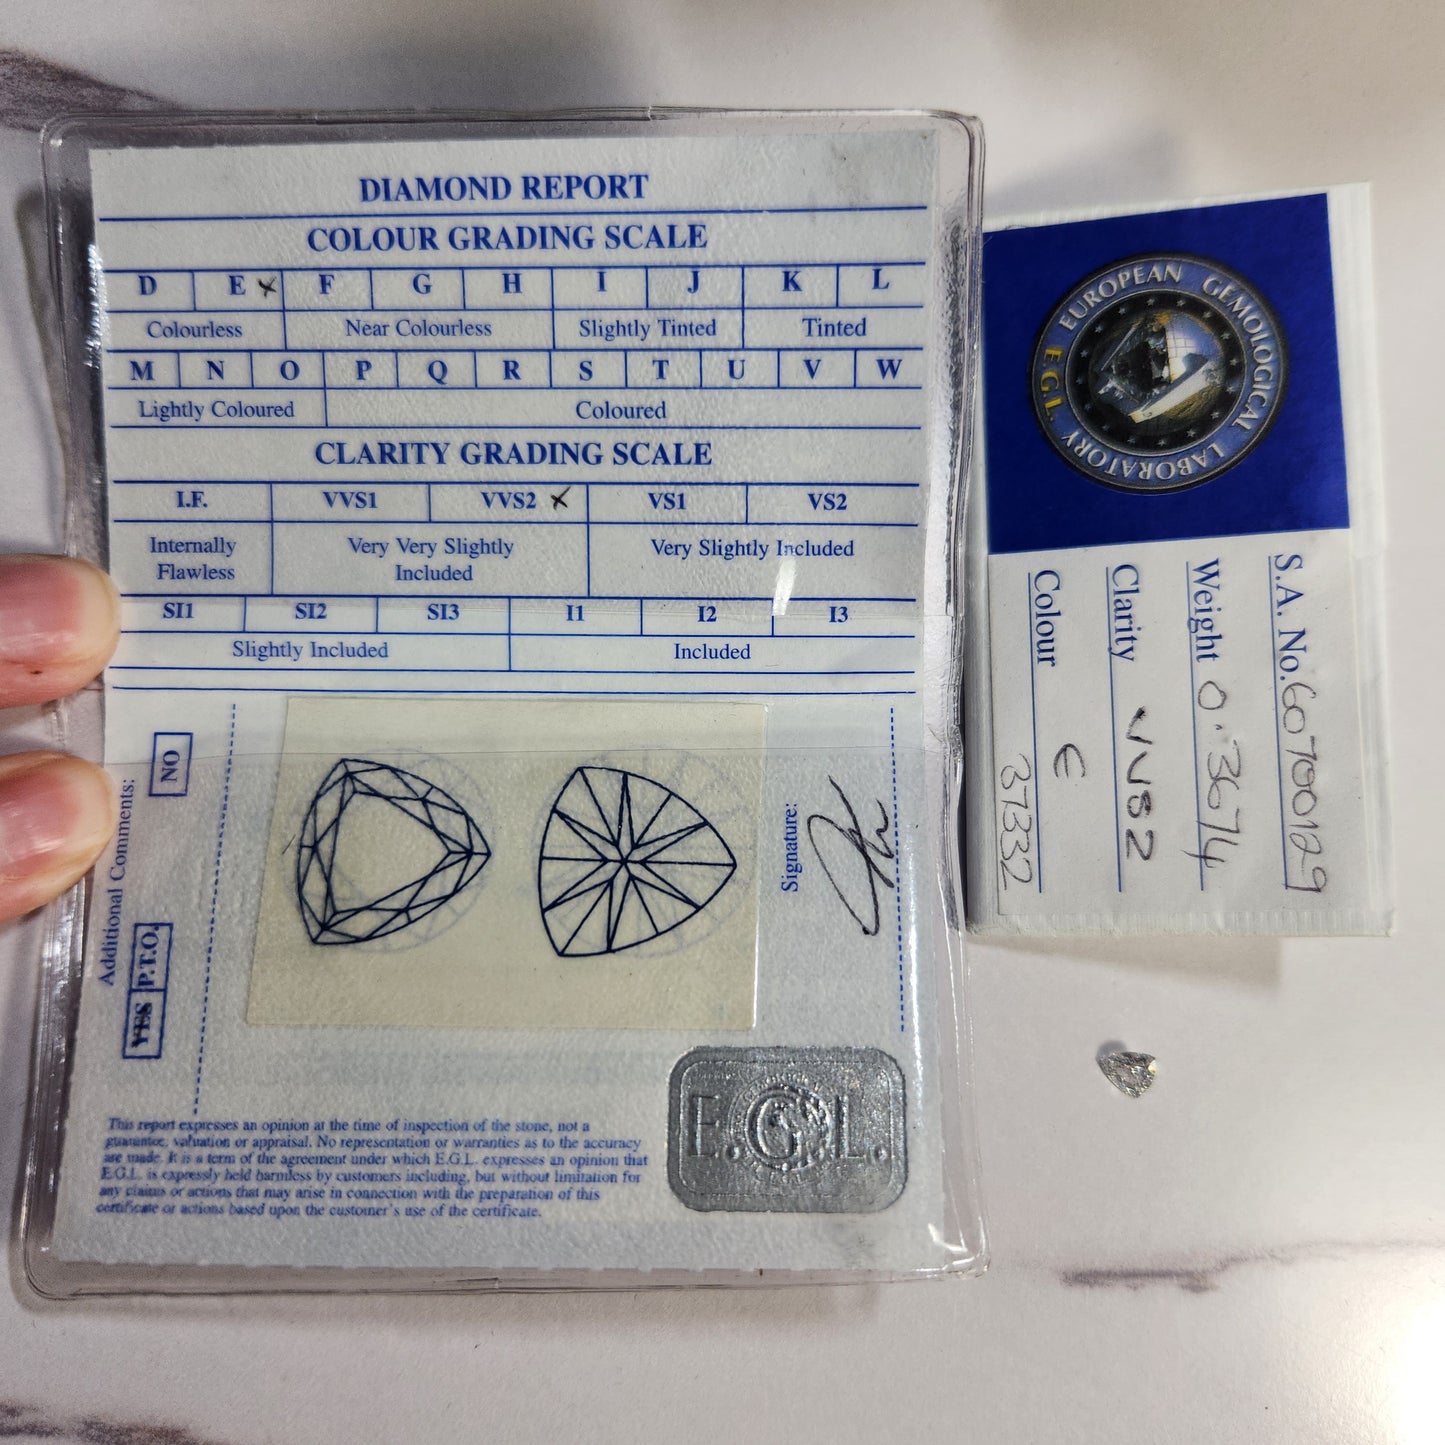 DIAMOND REPORT
COLOUR GRADING SCALE
D E x F G H I J K L
Colourless Near Colourless Slightly Tinted Tinted
M N O P Q R S T U V W
Lightly Coloured Coloured
CLARITY GRADING SCALE
I.F. VVS1 VVS2 x VS1 VS2
Internally Flawless Very Very Slightly Included Very Slightly Included
SI1 SI2 SI3 I1 I2 I3
Slightly Included Included
Additional Comments:
NO
YES P.T.O.
Signature:
This report expresses an opinion at the time of inspection of the stone, not a
guarantee, valuation or appraisal. No representation or warranties as to the accuracy
are made. It is a term of the agreement under which E.G.L. expresses an opinion that
E.G.L. is expressly held harmless by customers including, but without limitation for
any claims or actions that may arise in connection with the preparation of this
certificate or actions based upon the customer's use of the certificate.
E.G.L.
EUROPEAN GEMOLOGICAL LABORATORY E.G.L.
S.A. No. 60700129
Weight 0.3674
Clarity VVS2
Colour E
37332